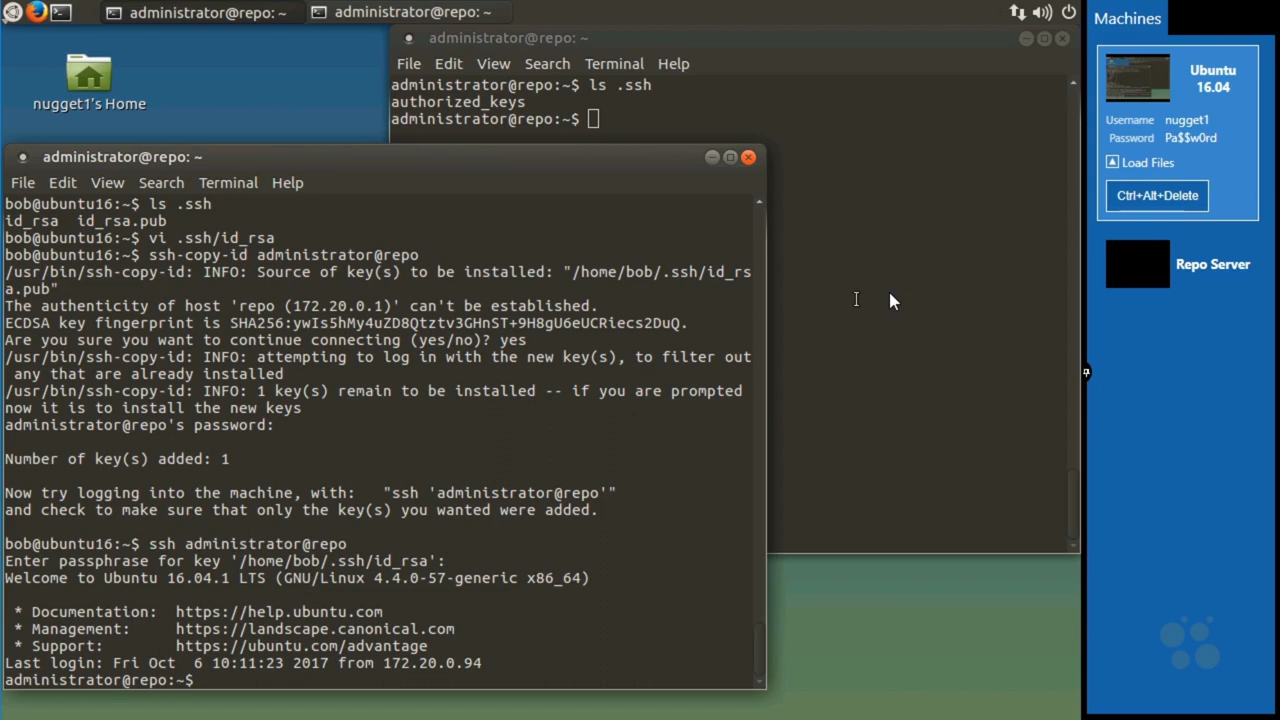 administrator@repo: ~
administrator@repo: ~
nugget1's Home
administrator@repo: ~
File Edit View Search Terminal Help
administrator@repo:~$ ls .ssh
authorized_keys
administrator@repo:~$
administrator@repo: ~
File Edit View Search Terminal Help
bob@ubuntu16:~$ ls .ssh
id_rsa  id_rsa.pub
bob@ubuntu16:~$ vi .ssh/id_rsa
bob@ubuntu16:~$ ssh-copy-id administrator@repo
/usr/bin/ssh-copy-id: INFO: Source of key(s) to be installed: "/home/bob/.ssh/id_rs
a.pub"
The authenticity of host 'repo (172.20.0.1)' can't be established.
ECDSA key fingerprint is SHA256:ywIs5hMy4uZD8Qtztv3GHnST+9H8gU6eUCRiecs2DuQ.
Are you sure you want to continue connecting (yes/no)? yes
/usr/bin/ssh-copy-id: INFO: attempting to log in with the new key(s), to filter out
 any that are already installed
/usr/bin/ssh-copy-id: INFO: 1 key(s) remain to be installed -- if you are prompted
now it is to install the new keys
administrator@repo's password:
Number of key(s) added: 1
Now try logging into the machine, with:   "ssh 'administrator@repo'"
and check to make sure that only the key(s) you wanted were added.
bob@ubuntu16:~$ ssh administrator@repo
Enter passphrase for key '/home/bob/.ssh/id_rsa':
Welcome to Ubuntu 16.04.1 LTS (GNU/Linux 4.4.0-57-generic x86_64)
 * Documentation:  https://help.ubuntu.com
 * Management:     https://landscape.canonical.com
 * Support:        https://ubuntu.com/advantage
Last login: Fri Oct  6 10:11:23 2017 from 172.20.0.94
administrator@repo:~$
Machines
Ubuntu
16.04
Username nugget1
Password Pa$$w0rd
Load Files
Ctrl+Alt+Delete
Repo Server